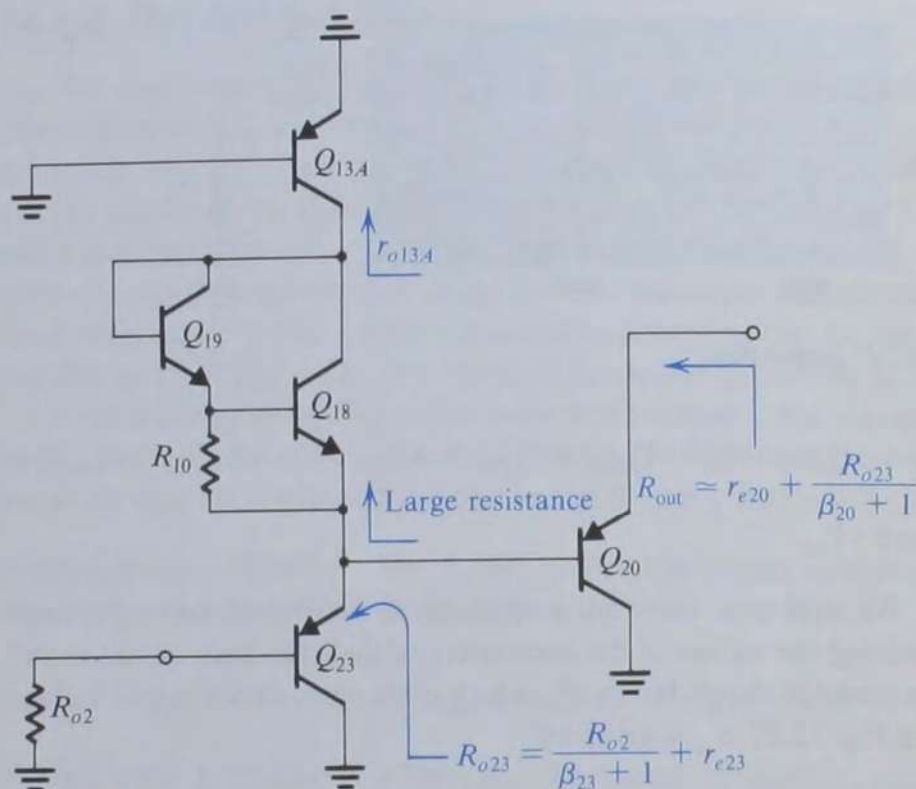 Q13A
ro13A
Q19
Q18
R10
Large resistance
Rout ≃ re20 + Ro23 / β20 + 1
Q20
Q23
Ro2
Ro23 = Ro2 / β23 + 1 + re23